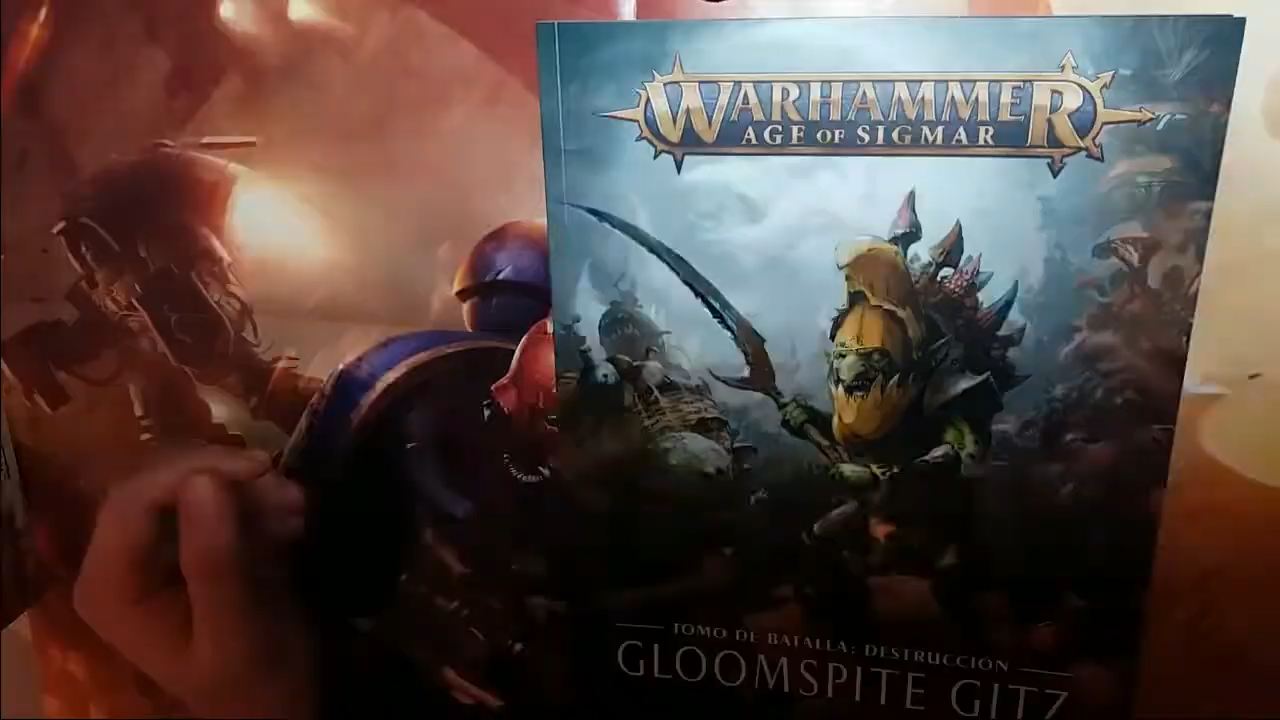 WARHAMMER
AGE OF SIGMAR
TOMO DE BATALLA: DESTRUCCIÓN
GLOOMSPITE GITZ